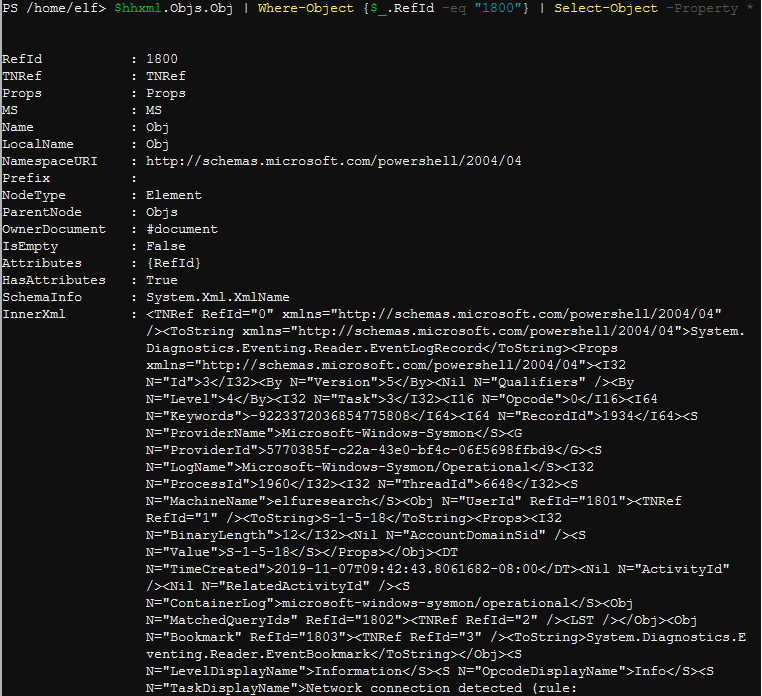 PS /home/elf> $hhxml.Objs.Obj | Where-Object {$_.RefId -eq "1800"} | Select-Object -Property *
RefId : 1800
TNRef : TNRef
Props : Props
MS : MS
Name : Obj
LocalName : Obj
NamespaceURI : http://schemas.microsoft.com/powershell/2004/04
Prefix :
NodeType : Element
ParentNode : Objs
OwnerDocument : #document
IsEmpty : False
Attributes : {RefId}
HasAttributes : True
SchemaInfo : System.Xml.XmlName
InnerXml : <TNRef RefId="0" xmlns="http://schemas.microsoft.com/powershell/2004/04"
/><ToString xmlns="http://schemas.microsoft.com/powershell/2004/04">System.
Diagnostics.Eventing.Reader.EventLogRecord</ToString><Props
xmlns="http://schemas.microsoft.com/powershell/2004/04"><I32
N="Id">3</I32><By N="Version">5</By><Nil N="Qualifiers" /><By
N="Level">4</By><I32 N="Task">3</I32><I16 N="Opcode">0</I16><I64
N="Keywords">-9223372036854775808</I64><I64 N="RecordId">1934</I64><S
N="ProviderName">Microsoft-Windows-Sysmon</S><G
N="ProviderId">5770385f-c22a-43e0-bf4c-06f5698ffbd9</G><S
N="LogName">Microsoft-Windows-Sysmon/Operational</S><I32
N="ProcessId">1960</I32><I32 N="ThreadId">6648</I32><S
N="MachineName">elfuresearch</S><Obj N="UserId" RefId="1801"><TNRef
RefId="1" /><ToString>S-1-5-18</ToString><Props><I32
N="BinaryLength">12</I32><Nil N="AccountDomainSid" /><S
N="Value">S-1-5-18</S></Props></Obj><DT
N="TimeCreated">2019-11-07T09:42:43.8061682-08:00</DT><Nil N="ActivityId"
/><Nil N="RelatedActivityId" /><S
N="ContainerLog">microsoft-windows-sysmon/operational</S><Obj
N="MatchedQueryIds" RefId="1802"><TNRef RefId="2" /><LST /></Obj><Obj
N="Bookmark" RefId="1803"><TNRef RefId="3" /><ToString>System.Diagnostics.E
venting.Reader.EventBookmark</ToString></Obj><S
N="LevelDisplayName">Information</S><S N="OpcodeDisplayName">Info</S><S
N="TaskDisplayName">Network connection detected (rule: